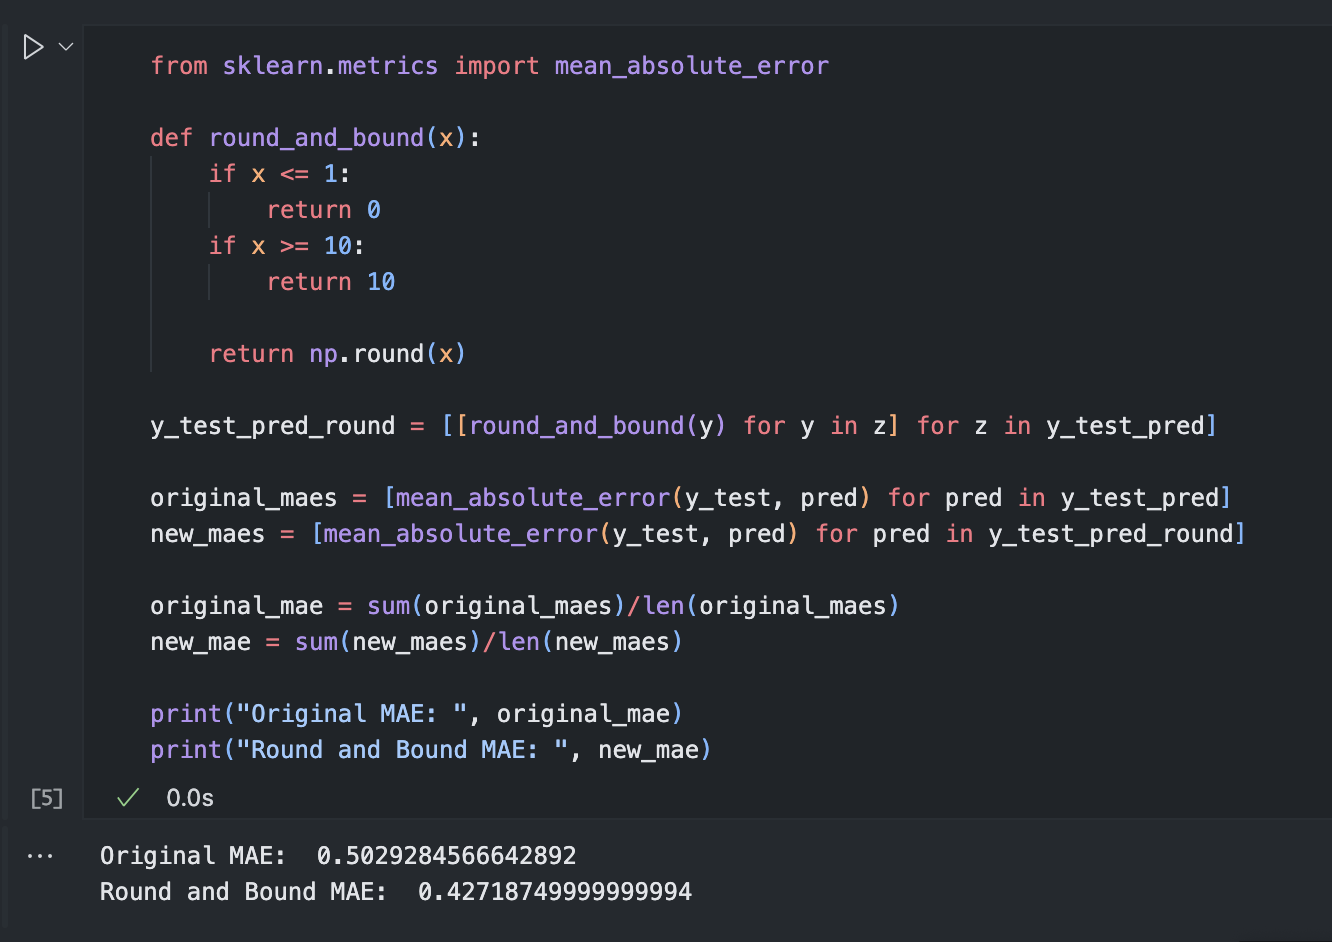 from sklearn.metrics import mean_absolute_error
def round_and_bound(x):
    if x <= 1:
        return 0
    if x >= 10:
        return 10
    return np.round(x)
y_test_pred_round = [[round_and_bound(y) for y in z] for z in y_test_pred]
original_maes = [mean_absolute_error(y_test, pred) for pred in y_test_pred]
new_maes = [mean_absolute_error(y_test, pred) for pred in y_test_pred_round]
original_mae = sum(original_maes)/len(original_maes)
new_mae = sum(new_maes)/len(new_maes)
print("Original MAE: ", original_mae)
print("Round and Bound MAE: ", new_mae)
[5] ✓ 0.0s
... Original MAE:  0.5029284566642892
Round and Bound MAE:  0.42718749999999994